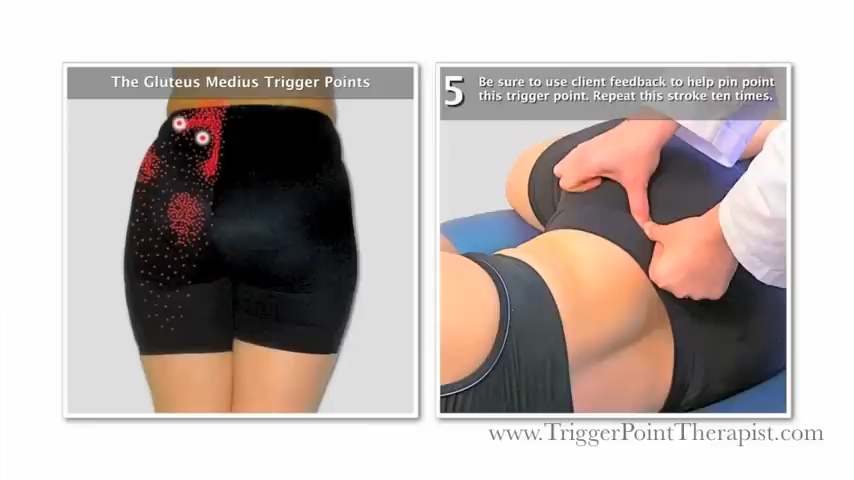 The Gluteus Medius Trigger Points
5
Be sure to use client feedback to help pin point
this trigger point. Repeat this stroke ten times.
www.TriggerPointTherapist.com